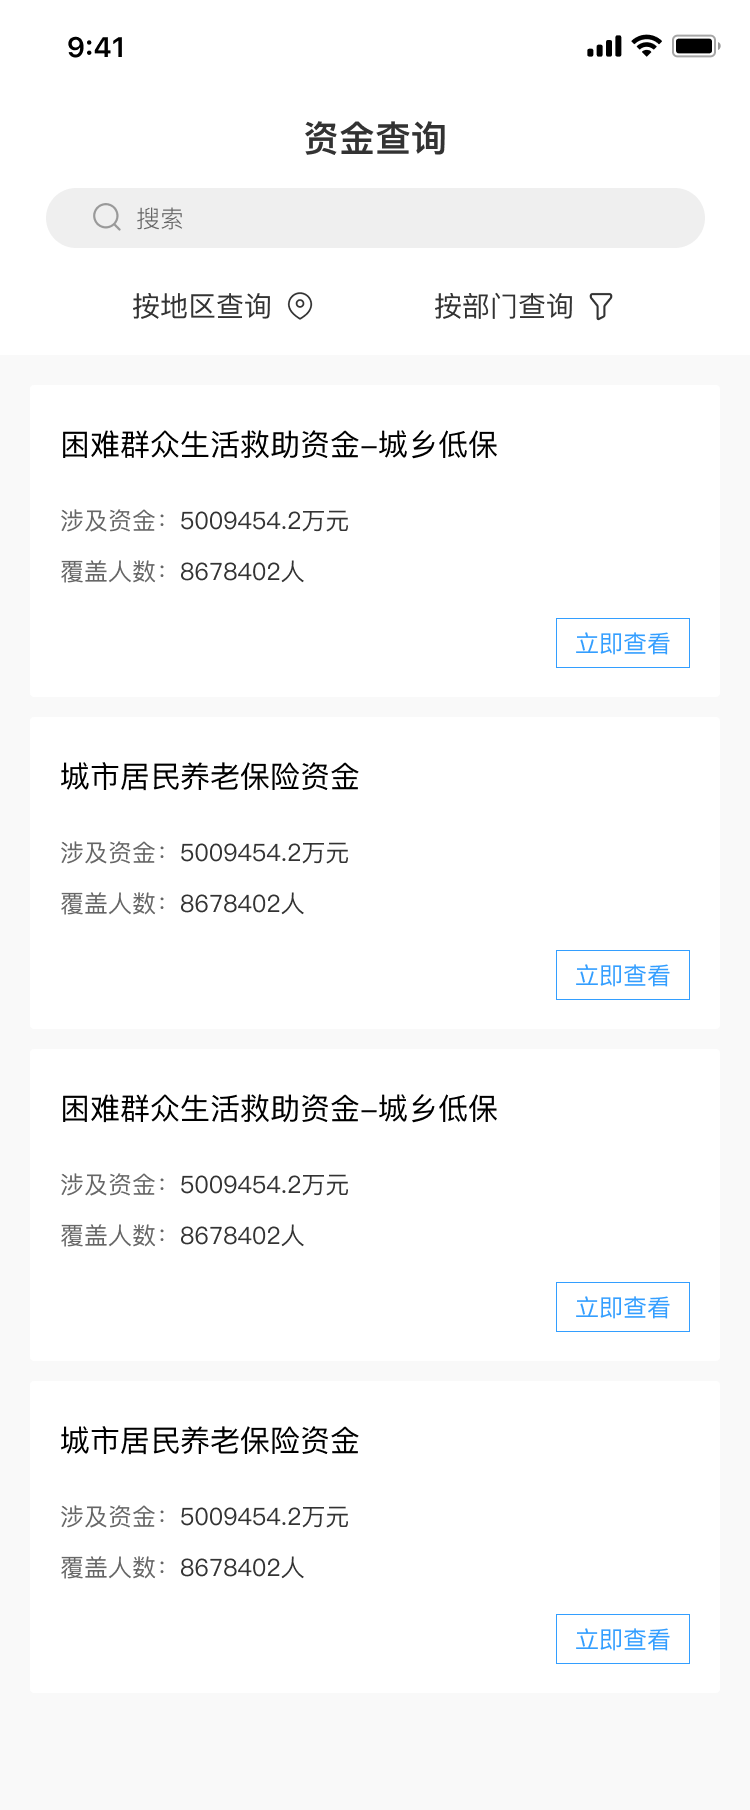 9:41
资金查询
搜索
按地区查询 按部门查询
困难群众生活救助资金-城乡低保
涉及资金：5009454.2万元
覆盖人数：8678402人
立即查看
城市居民养老保险资金
涉及资金：5009454.2万元
覆盖人数：8678402人
立即查看
困难群众生活救助资金-城乡低保
涉及资金：5009454.2万元
覆盖人数：8678402人
立即查看
城市居民养老保险资金
涉及资金：5009454.2万元
覆盖人数：8678402人
立即查看